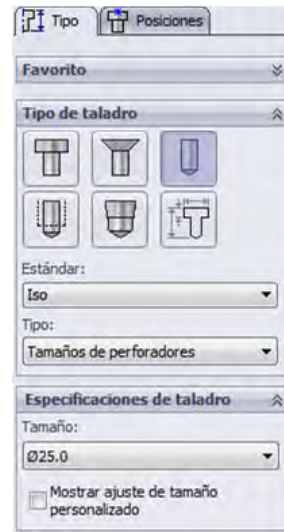 Tipo Posiciones
Favorito
Tipo de taladro
Estándar:
Iso
Tipo:
Tamaños de perforadores
Especificaciones de taladro
Tamaño:
Ø25.0
Mostrar ajuste de tamaño
personalizado